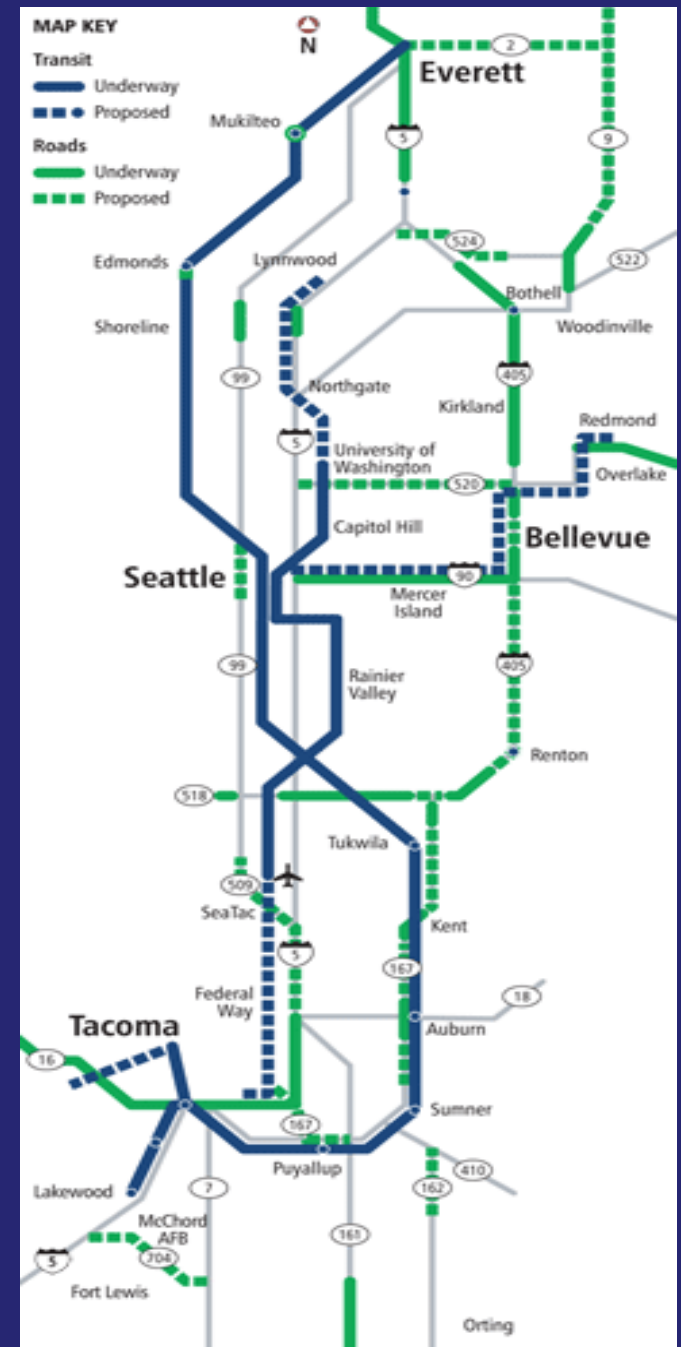 MAP KEY
Transit
Underway
Proposed
Roads
Underway
Proposed
N
2
Everett
Mukilteo
5
9
Edmonds
Lynnwood
524
522
Bothell
Shoreline
Woodinville
99
405
Northgate
Kirkland
Redmond
5
University of
Washington
Overlake
520
Capitol Hill
Bellevue
Seattle
90
Mercer
Island
99
405
Rainier
Valley
Renton
518
Tukwila
509
SeaTac
Kent
5
167
Federal
Way
18
Tacoma
Auburn
16
Sumner
167
Puyallup
410
Lakewood
7
162
McChord
AFB
161
5
704
Fort Lewis
Orting